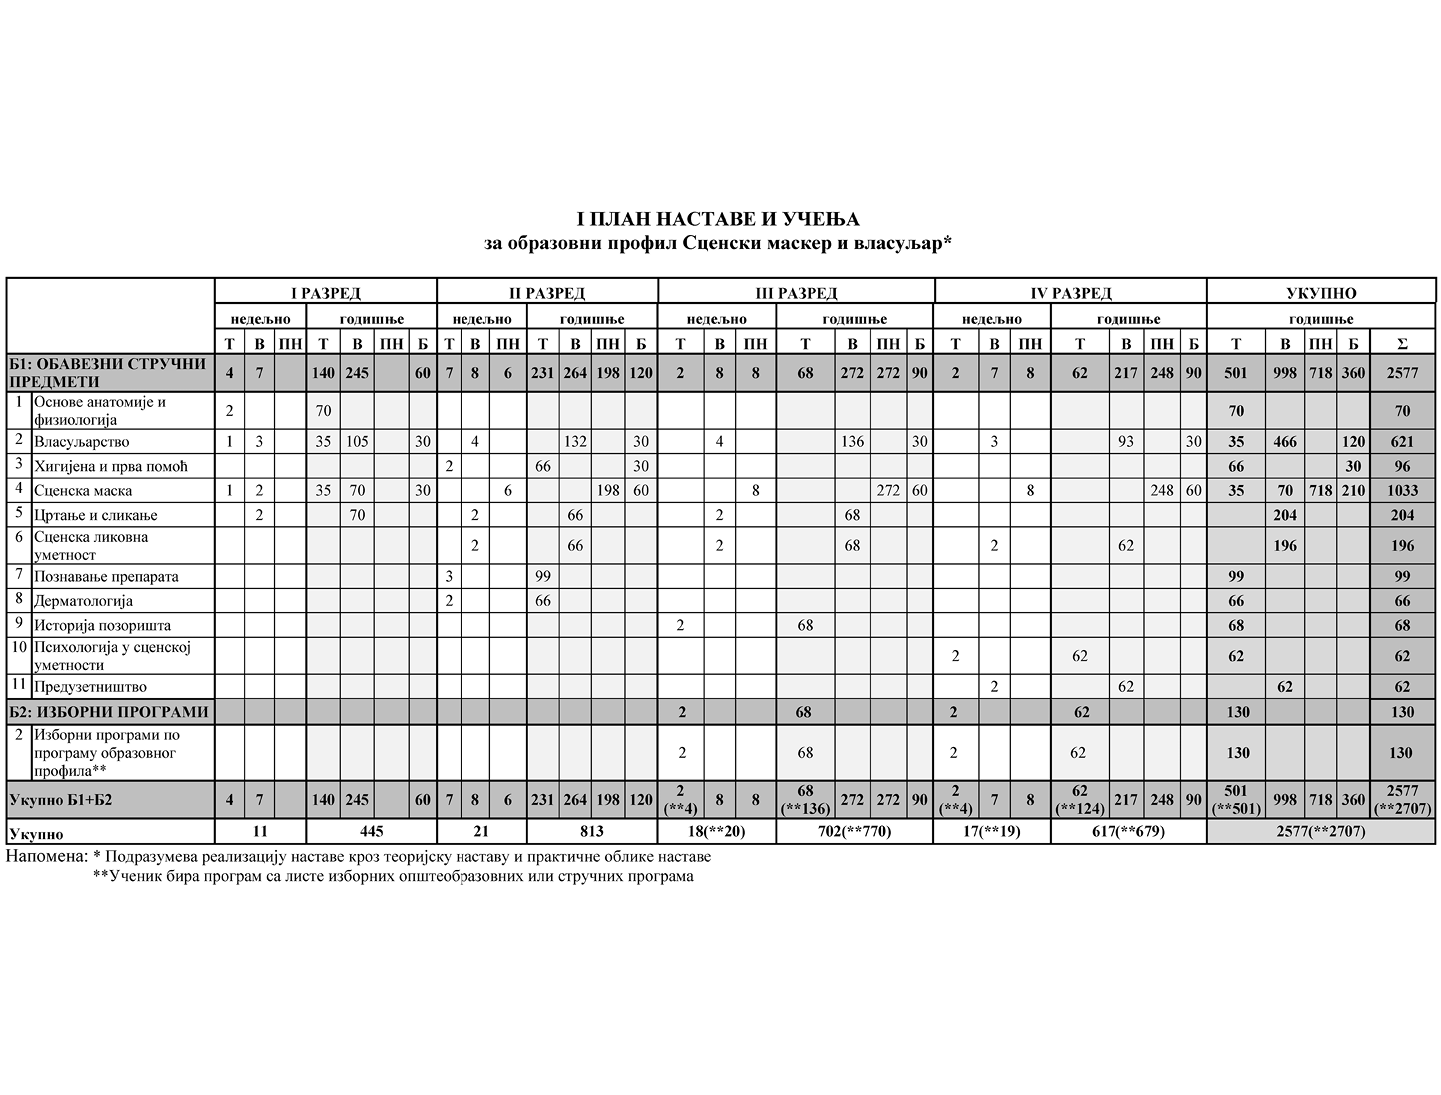 I ПЛАН НАСТАВЕ И УЧЕЊА
за образовни профил Сценски маскер и власуљар*
I РАЗРЕД II РАЗРЕД III РАЗРЕД IV РАЗРЕД УКУПНО
недељно годишње недељно годишње недељно годишње недељно годишње годишње
Т В ПН Т В ПН Б Т В ПН Т В ПН Б Т В ПН Т В ПН Б Т В ПН Т В ПН Б Т В ПН Б Σ
Б1: ОБАВЕЗНИ СТРУЧНИ
ПРЕДМЕТИ 4 7 140 245 60 7 8 6 231 264 198 120 2 8 8 68 272 272 90 2 7 8 62 217 248 90 501 998 718 360 2577
1 Основе анатомије и
физиологија 2 70 70 70
2 Власуљарство 1 3 35 105 30 4 132 30 4 136 30 3 93 30 35 466 120 621
3 Хигијена и прва помоћ 2 66 30 66 30 96
4 Сценска маска 1 2 35 70 30 6 198 60 8 272 60 8 248 60 35 70 718 210 1033
5 Цртање и сликање 2 70 2 66 2 68 204 204
6 Сценска ликовна
уметност 2 66 2 68 2 62 196 196
7 Познавање препарата 3 99 99 99
8 Дерматологија 2 66 66 66
9 Историја позоришта 2 68 68 68
10 Психологија у сценској
уметности 2 62 62 62
11 Предузетништво 2 62 62 62
Б2: ИЗБОРНИ ПРОГРАМИ 2 68 2 62 130 130
2 Изборни програми по
програму образовног
профила** 2 68 2 62 130 130
Укупно Б1+Б2 4 7 140 245 60 7 8 6 231 264 198 120 2 (**4) 8 8 68 (**136) 272 272 90 2 (**4) 7 8 62 (**124) 217 248 90 501 (**501) 998 718 360 2577 (**2707)
Укупно 11 445 21 813 18(**20) 702(**770) 17(**19) 617(**679) 2577(**2707)
Напомена: * Подразумева реализацију наставе кроз теоријску наставу и практичне облике наставе
**Ученик бира програм са листе изборних општеобразовних или стручних програма